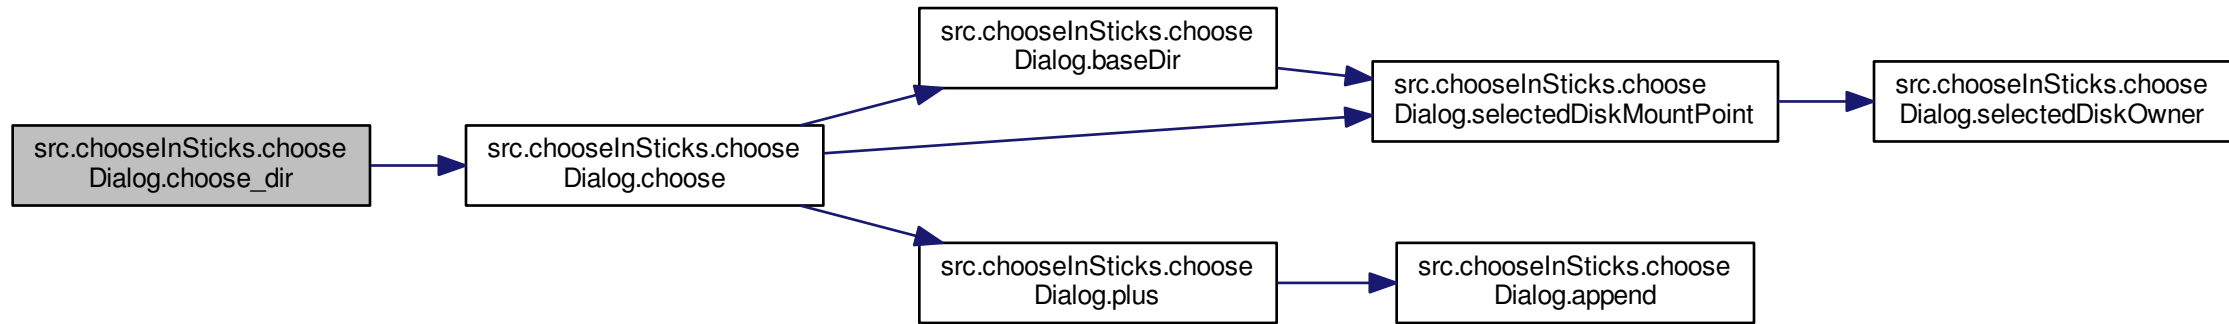 src.chooseInSticks.choose
Dialog.choose_dir
src.chooseInSticks.choose
Dialog.choose
src.chooseInSticks.choose
Dialog.baseDir
src.chooseInSticks.choose
Dialog.selectedDiskMountPoint
src.chooseInSticks.choose
Dialog.selectedDiskOwner
src.chooseInSticks.choose
Dialog.plus
src.chooseInSticks.choose
Dialog.append